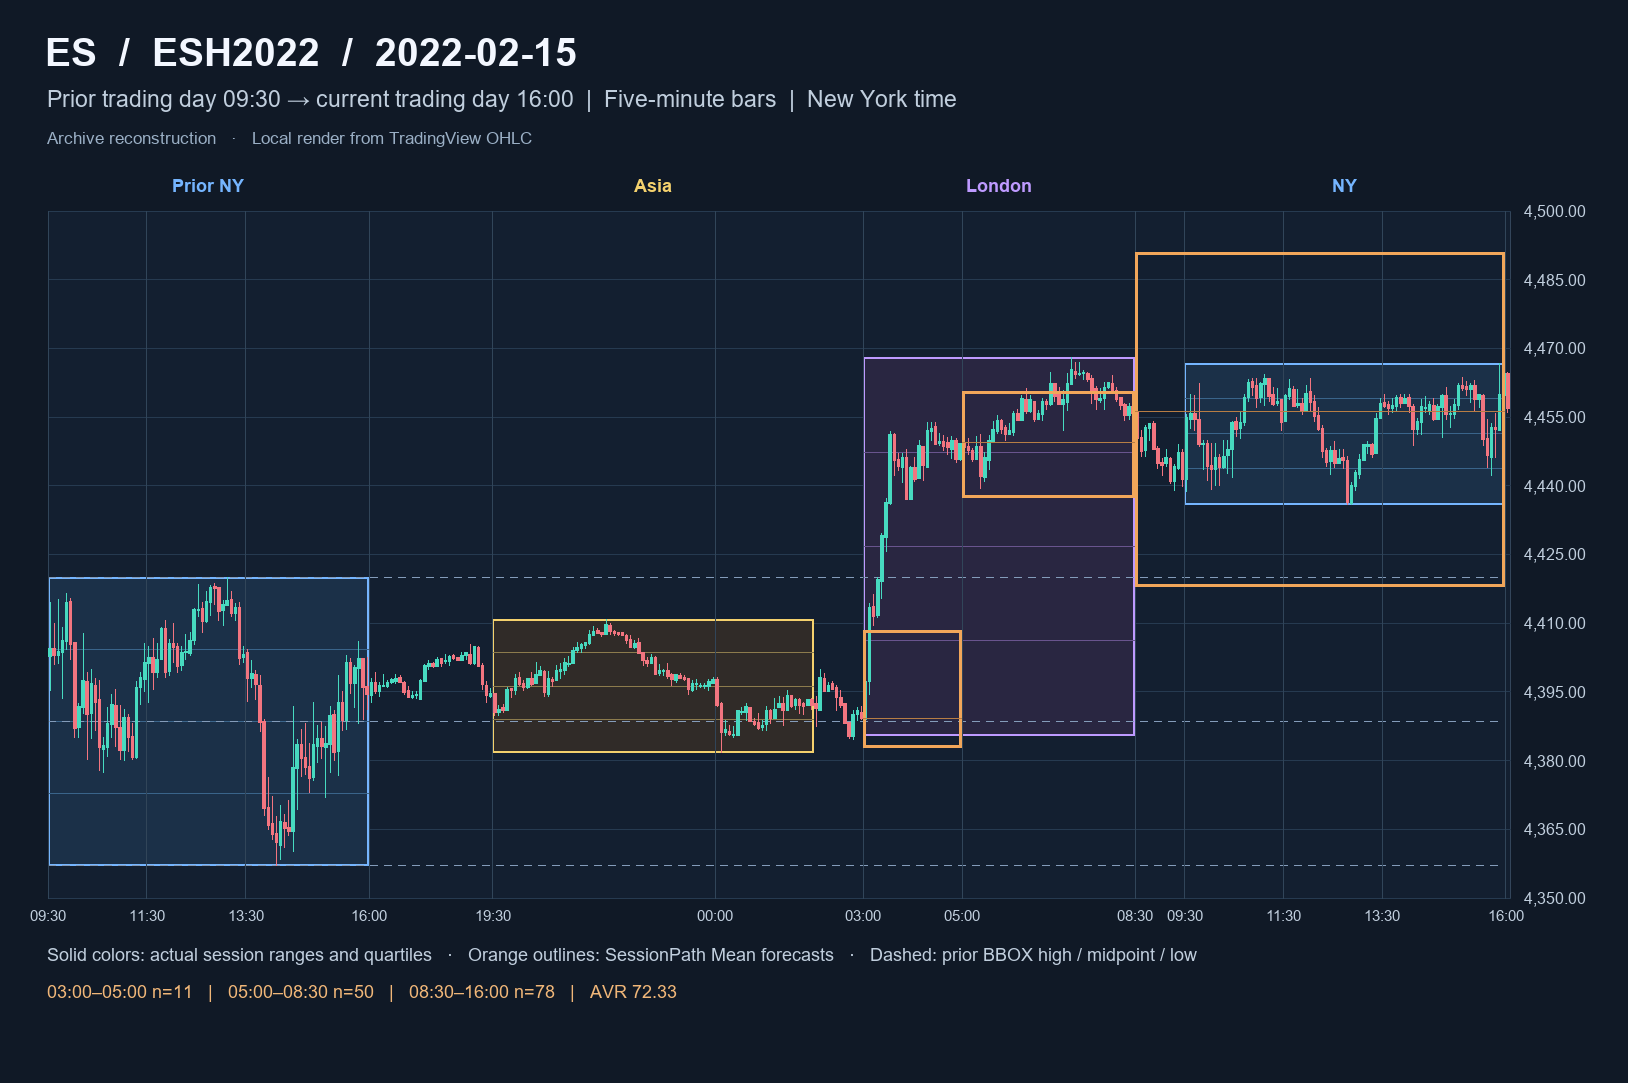 ES / ESH2022 / 2022-02-15
Prior trading day 09:30 → current trading day 16:00 | Five-minute bars | New York time
Archive reconstruction · Local render from TradingView OHLC
Prior NY Asia London NY
4,500.00
4,485.00
4,470.00
4,455.00
4,440.00
4,425.00
4,410.00
4,395.00
4,380.00
4,365.00
4,350.00
09:30 11:30 13:30 16:00 19:30 00:00 03:00 05:00 08:30 09:30 11:30 13:30 16:00
Solid colors: actual session ranges and quartiles · Orange outlines: SessionPath Mean forecasts · Dashed: prior BBOX high / midpoint / low
03:00–05:00 n=11 | 05:00–08:30 n=50 | 08:30–16:00 n=78 | AVR 72.33